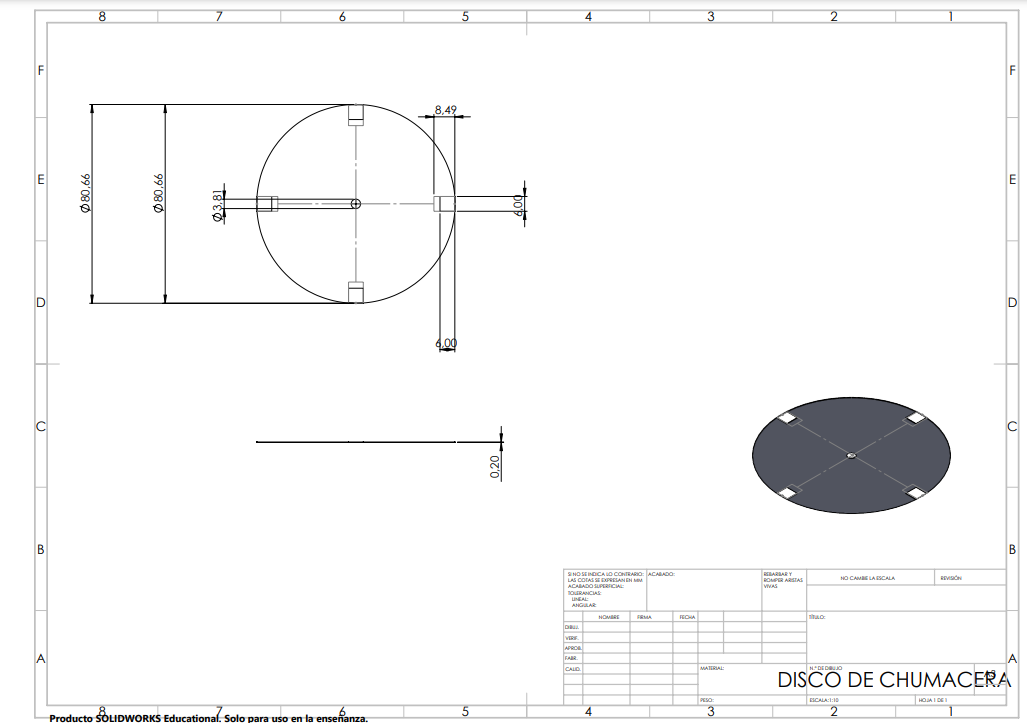 8 7 6 5 4 3 2 1
F F
8,49
E E
Ø80,66 Ø80,66 Ø3,81 6,00
D D
6,00
C C
0,20
B B
SI NO SE INDICA LO CONTRARIO: ACABADO: REBARBAR Y
LAS COTAS SE EXPRESAN EN MM ROMPER ARISTAS NO CAMBIE LA ESCALA REVISIÓN
ACABADO SUPERFICIAL: VIVAS
TOLERANCIAS:
LINEAL:
ANGULAR:
NOMBRE FIRMA FECHA TÍTULO:
DIBUJ.
VERIF.
APROB.
FABR.
A A
CALID. MATERIAL: N.º DE DIBUJO
DISCO DE CHUMACERA
A3
PESO: ESCALA:1:10 HOJA 1 DE 1
8 7 6 5 4 3 2 1
Producto SOLIDWORKS Educational. Solo para uso en la enseñanza.